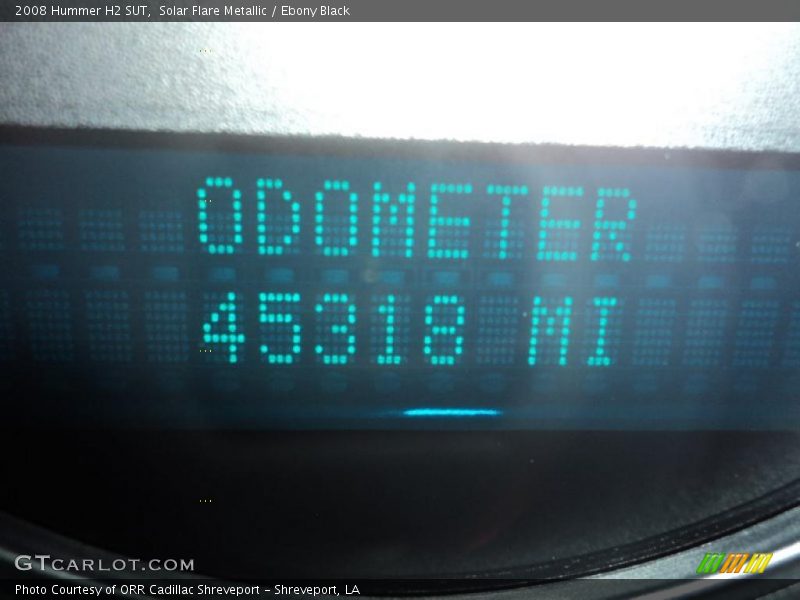 2008 Hummer H2 SUT,  Solar Flare Metallic / Ebony Black
ODOMETER
45318 MI
GTCARLOT.COM
Photo Courtesy of ORR Cadillac Shreveport - Shreveport, LA